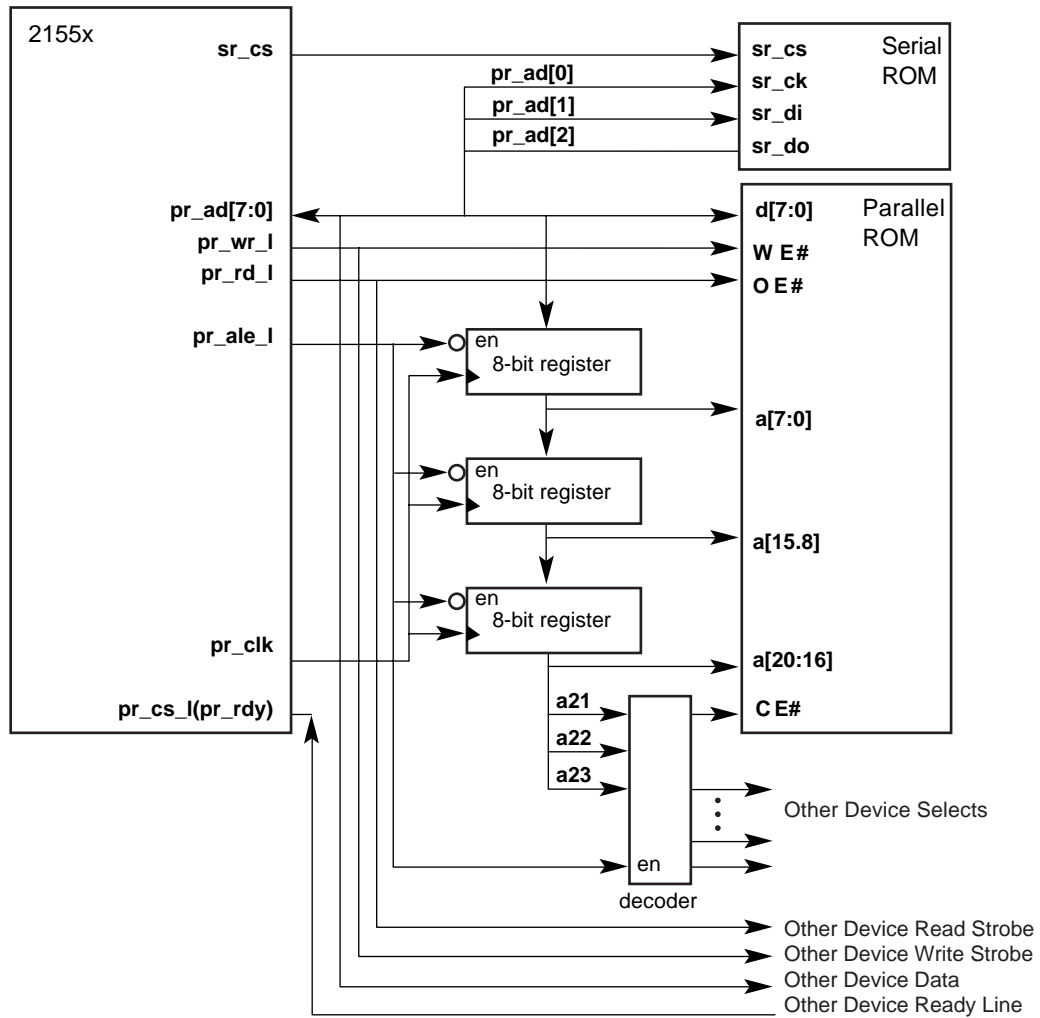 2155x
sr_cs
pr_ad[7:0]
pr_wr_l
pr_rd_l
pr_ale_l
pr_clk
pr_cs_l(pr_rdy)
pr_ad[0]
pr_ad[1]
pr_ad[2]
sr_cs
sr_ck
sr_di
sr_do
Serial
ROM
d[7:0]
W E#
O E#
Parallel
ROM
a[7:0]
a[15.8]
a[20:16]
C E#
en
8-bit register
en
8-bit register
en
8-bit register
a21
a22
a23
en
decoder
Other Device Selects
Other Device Read Strobe
Other Device Write Strobe
Other Device Data
Other Device Ready Line